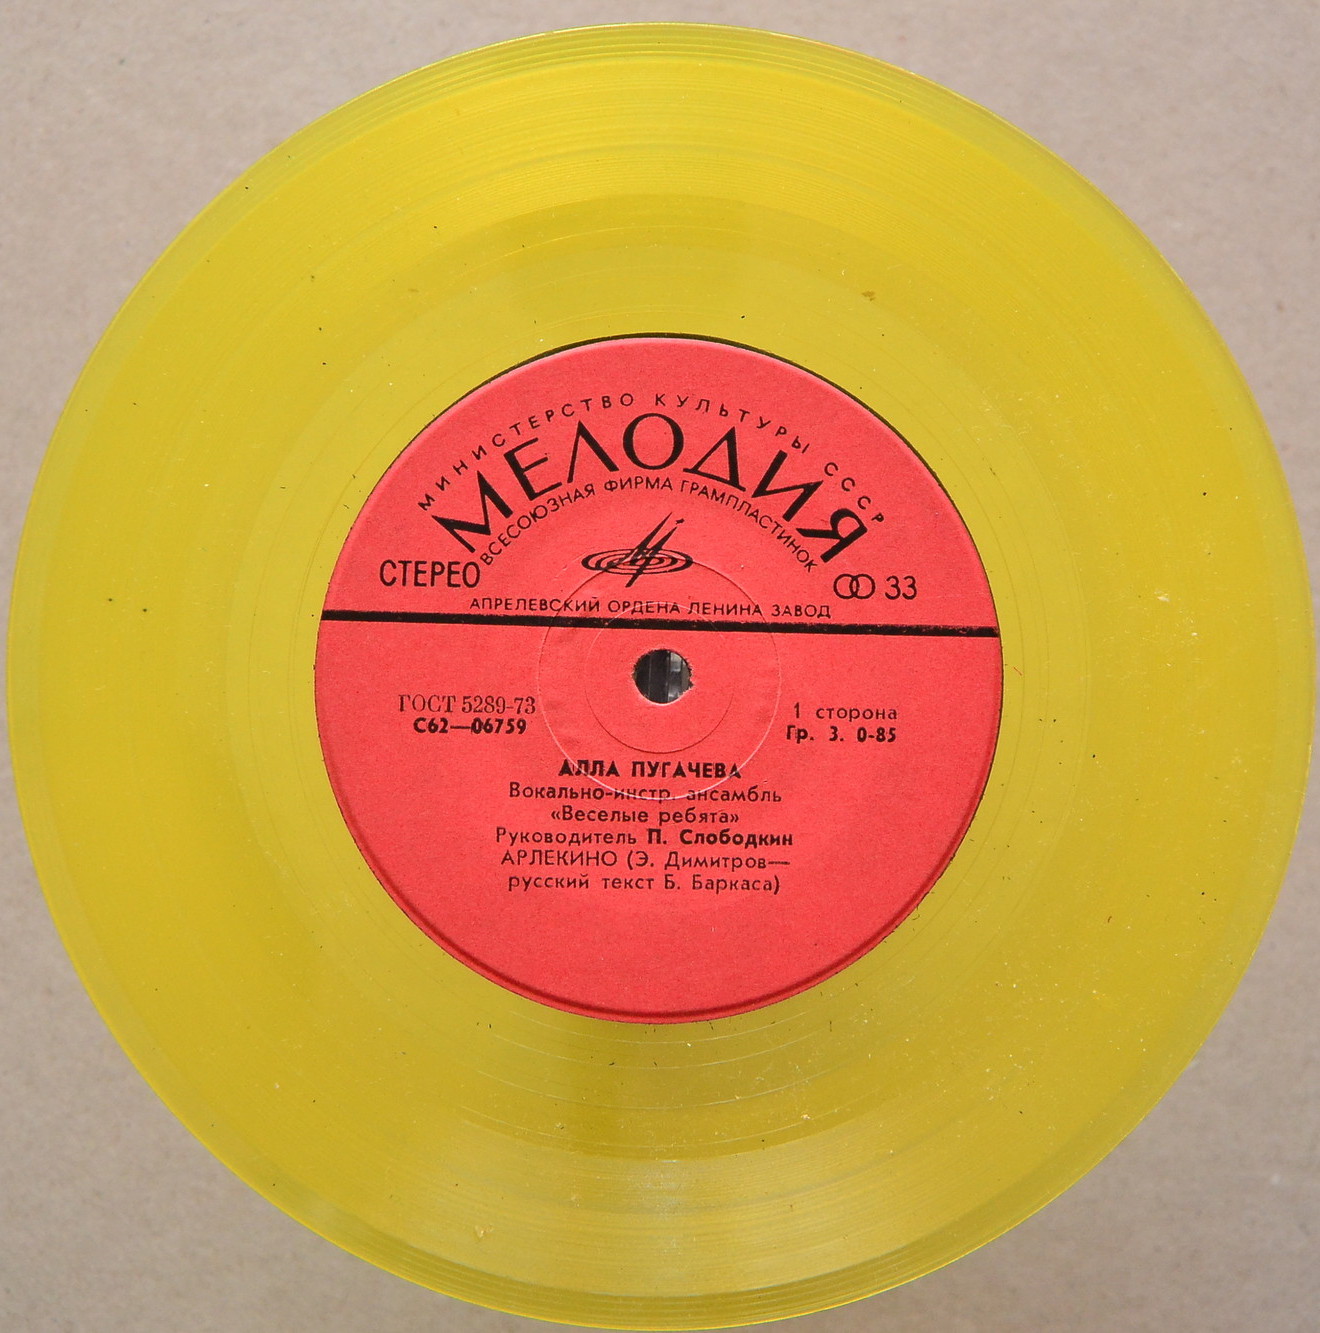 МИНИСТЕРСТВО КУЛЬТУРЫ СССР
МЕЛОДИЯ
ВСЕСОЮЗНАЯ ФИРМА ГРАМПЛАСТИНОК
СТЕРЕО
33
АПРЕЛЕВСКИЙ ОРДЕНА ЛЕНИНА ЗАВОД
ГОСТ 5289-73
С62—06759
1 сторона
Гр. 3. 0-85
АЛЛА ПУГАЧЕВА
Вокально-инстр. ансамбль
«Веселые ребята»
Руководитель П. Слободкин
АРЛЕКИНО (Э. Димитров—
русский текст Б. Баркаса)